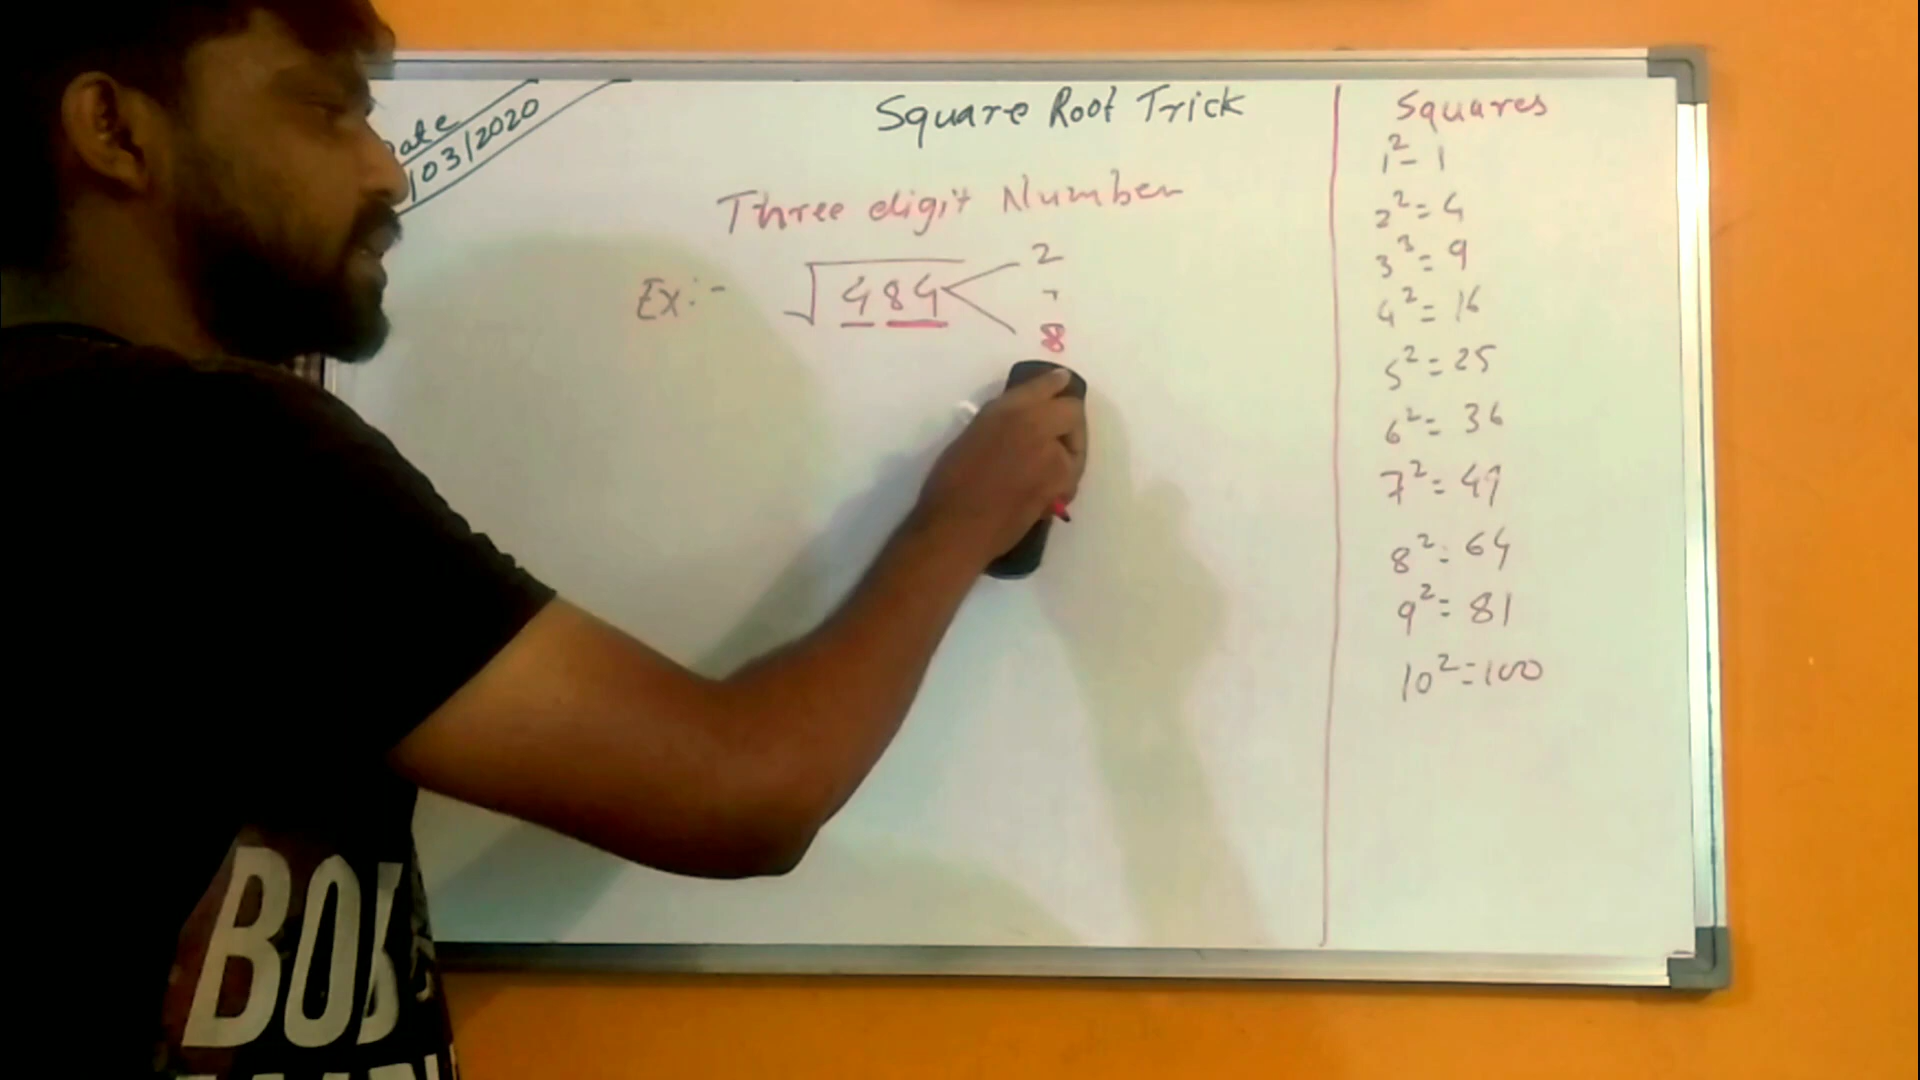 Date
/03/2020
Square Root Trick
Three digit Number
Ex:- √484
2
8
Squares
1²- 1
2²= 4
3³= 9
4²= 16
5²= 25
6²= 36
7²= 49
8²= 64
9²= 81
10²=100
BO